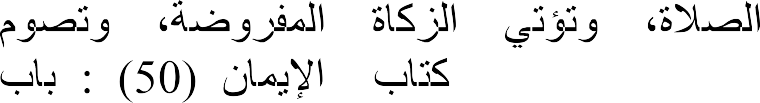 الصلاة، وتؤتي الزكاة المفروضة، وتصوم
كتاب الإيمان (50) : باب